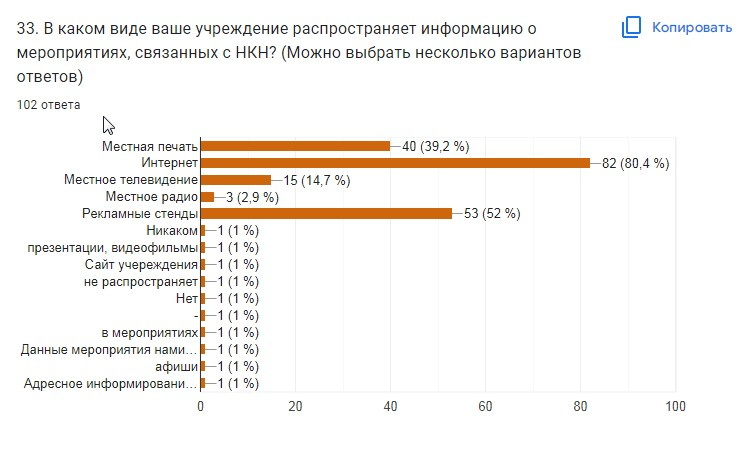 33. В каком виде ваше учреждение распространяет информацию о
мероприятиях, связанных с НКН? (Можно выбрать несколько вариантов
ответов)
Копировать
102 ответа
Местная печать 40 (39,2 %)
Интернет 82 (80,4 %)
Местное телевидение 15 (14,7 %)
Местное радио 3 (2,9 %)
Рекламные стенды 53 (52 %)
Никаком 1 (1 %)
презентации, видеофильмы 1 (1 %)
Сайт учереждения 1 (1 %)
не распространяет 1 (1 %)
Нет 1 (1 %)
- 1 (1 %)
в мероприятиях 1 (1 %)
Данные мероприятия нами... 1 (1 %)
афиши 1 (1 %)
Адресное информировани... 1 (1 %)
0 20 40 60 80 100